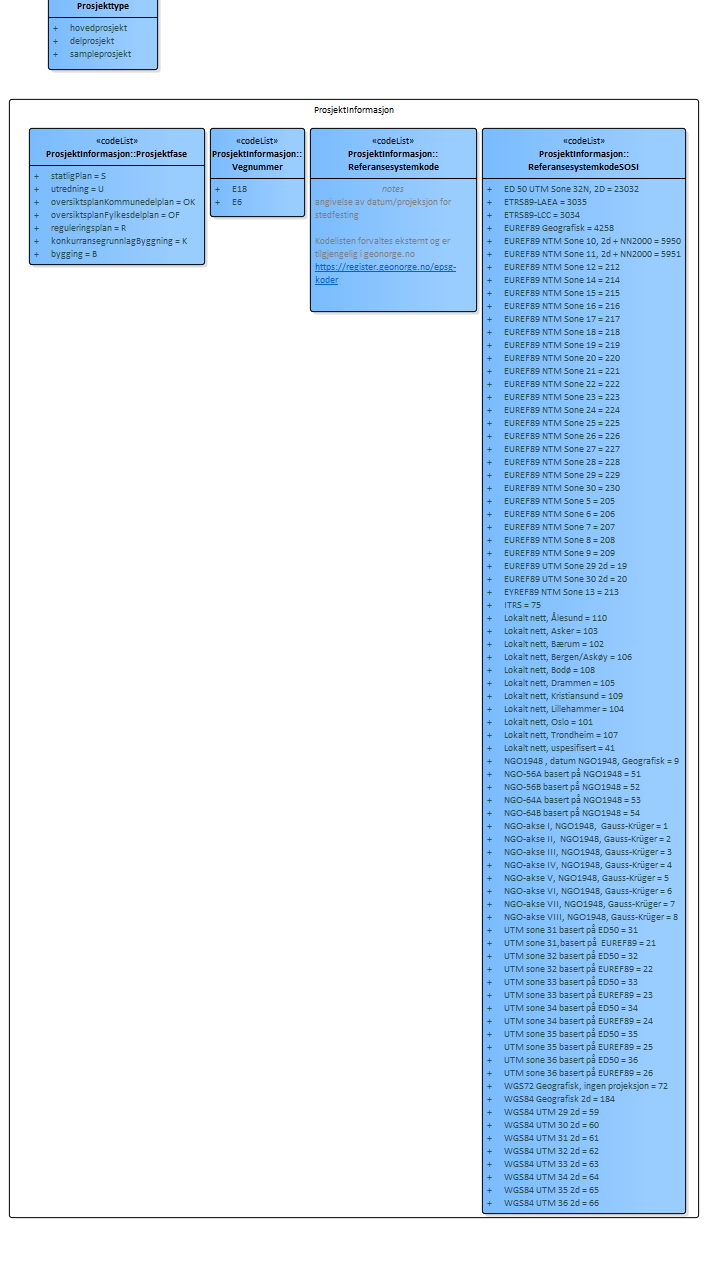 Prosjekttype
+ hovedprosjekt
+ delprosjekt
+ sampleprosjekt
ProsjektInformasjon
«codeList»
ProsjektInformasjon::Prosjektfase
+ statligPlan = S
+ utredning = U
+ oversiktsplanKommunedelplan = OK
+ oversiktsplanFylkesdelplan = OF
+ reguleringsplan = R
+ konkurransegrunnlagByggning = K
+ bygging = B
«codeList»
ProsjektInformasjon::
Vegnummer
+ E18
+ E6
«codeList»
ProsjektInformasjon::
Referansesystemkode
notes
angivelse av datum/projeksjon for
stedfesting
Kodelisten forvaltes eksternt og er
tilgjengelig i geonorge.no
https://register.geonorge.no/epsg-
koder
«codeList»
ProsjektInformasjon::
ReferansesystemkodeSOSI
+ ED 50 UTM Sone 32N, 2D = 23032
+ ETRS89-LAEA = 3035
+ ETRS89-LCC = 3034
+ EUREF89 Geografisk = 4258
+ EUREF89 NTM Sone 10, 2d + NN2000 = 5950
+ EUREF89 NTM Sone 11, 2d + NN2000 = 5951
+ EUREF89 NTM Sone 12 = 212
+ EUREF89 NTM Sone 14 = 214
+ EUREF89 NTM Sone 15 = 215
+ EUREF89 NTM Sone 16 = 216
+ EUREF89 NTM Sone 17 = 217
+ EUREF89 NTM Sone 18 = 218
+ EUREF89 NTM Sone 19 = 219
+ EUREF89 NTM Sone 20 = 220
+ EUREF89 NTM Sone 21 = 221
+ EUREF89 NTM Sone 22 = 222
+ EUREF89 NTM Sone 23 = 223
+ EUREF89 NTM Sone 24 = 224
+ EUREF89 NTM Sone 25 = 225
+ EUREF89 NTM Sone 26 = 226
+ EUREF89 NTM Sone 27 = 227
+ EUREF89 NTM Sone 28 = 228
+ EUREF89 NTM Sone 29 = 229
+ EUREF89 NTM Sone 30 = 230
+ EUREF89 NTM Sone 5 = 205
+ EUREF89 NTM Sone 6 = 206
+ EUREF89 NTM Sone 7 = 207
+ EUREF89 NTM Sone 8 = 208
+ EUREF89 NTM Sone 9 = 209
+ EUREF89 UTM Sone 29 2d = 19
+ EUREF89 UTM Sone 30 2d = 20
+ EYREF89 NTM Sone 13 = 213
+ ITRS = 75
+ Lokalt nett, Ålesund = 110
+ Lokalt nett, Asker = 103
+ Lokalt nett, Bærum = 102
+ Lokalt nett, Bergen/Askøy = 106
+ Lokalt nett, Bodø = 108
+ Lokalt nett, Drammen = 105
+ Lokalt nett, Kristiansund = 109
+ Lokalt nett, Lillehammer = 104
+ Lokalt nett, Oslo = 101
+ Lokalt nett, Trondheim = 107
+ Lokalt nett, uspesifisert = 41
+ NGO1948 , datum NGO1948, Geografisk = 9
+ NGO-56A basert på NGO1948 = 51
+ NGO-56B basert på NGO1948 = 52
+ NGO-64A basert på NGO1948 = 53
+ NGO-64B basert på NGO1948 = 54
+ NGO-akse I, NGO1948, Gauss-Krüger = 1
+ NGO-akse II, NGO1948, Gauss-Krüger = 2
+ NGO-akse III, NGO1948, Gauss-Krüger = 3
+ NGO-akse IV, NGO1948, Gauss-Krüger = 4
+ NGO-akse V, NGO1948, Gauss-Krüger = 5
+ NGO-akse VI, NGO1948, Gauss-Krüger = 6
+ NGO-akse VII, NGO1948, Gauss-Krüger = 7
+ NGO-akse VIII, NGO1948, Gauss-Krüger = 8
+ UTM sone 31 basert på ED50 = 31
+ UTM sone 31,basert på EUREF89 = 21
+ UTM sone 32 basert på ED50 = 32
+ UTM sone 32 basert på EUREF89 = 22
+ UTM sone 33 basert på ED50 = 33
+ UTM sone 33 basert på EUREF89 = 23
+ UTM sone 34 basert på ED50 = 34
+ UTM sone 34 basert på EUREF89 = 24
+ UTM sone 35 basert på ED50 = 35
+ UTM sone 35 basert på EUREF89 = 25
+ UTM sone 36 basert på ED50 = 36
+ UTM sone 36 basert på EUREF89 = 26
+ WGS72 Geografisk, ingen projeksjon = 72
+ WGS84 Geografisk 2d = 184
+ WGS84 UTM 29 2d = 59
+ WGS84 UTM 30 2d = 60
+ WGS84 UTM 31 2d = 61
+ WGS84 UTM 32 2d = 62
+ WGS84 UTM 33 2d = 63
+ WGS84 UTM 34 2d = 64
+ WGS84 UTM 35 2d = 65
+ WGS84 UTM 36 2d = 66